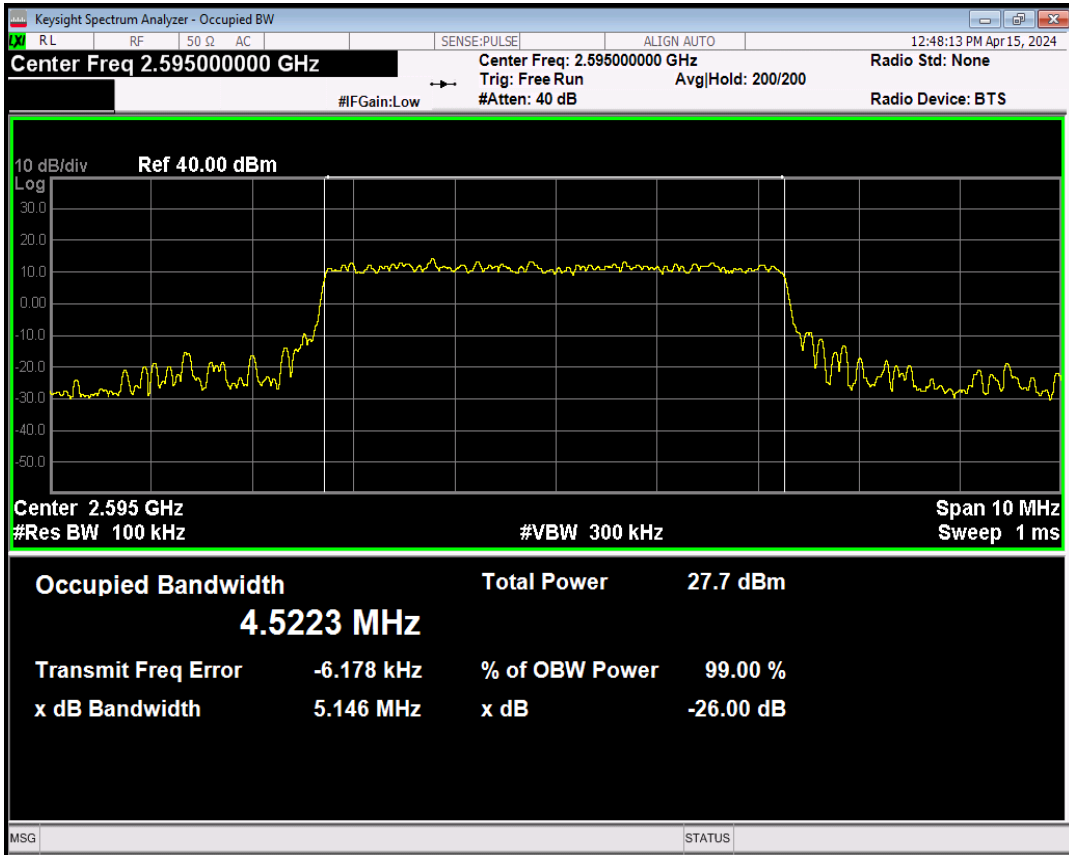 Keysight Spectrum Analyzer - Occupied BW
LXI RL RF 50 Ω AC SENSE:PULSE ALIGN AUTO 12:48:13 PM Apr 15, 2024
Center Freq 2.595000000 GHz Center Freq: 2.595000000 GHz Radio Std: None
Trig: Free Run Avg|Hold: 200/200
#IFGain:Low #Atten: 40 dB Radio Device: BTS
10 dB/div Ref 40.00 dBm
Log
30.0
20.0
10.0
0.00
-10.0
-20.0
-30.0
-40.0
-50.0
Center 2.595 GHz Span 10 MHz
#Res BW 100 kHz #VBW 300 kHz Sweep 1 ms
Occupied Bandwidth Total Power 27.7 dBm
4.5223 MHz
Transmit Freq Error -6.178 kHz % of OBW Power 99.00 %
x dB Bandwidth 5.146 MHz x dB -26.00 dB
MSG STATUS